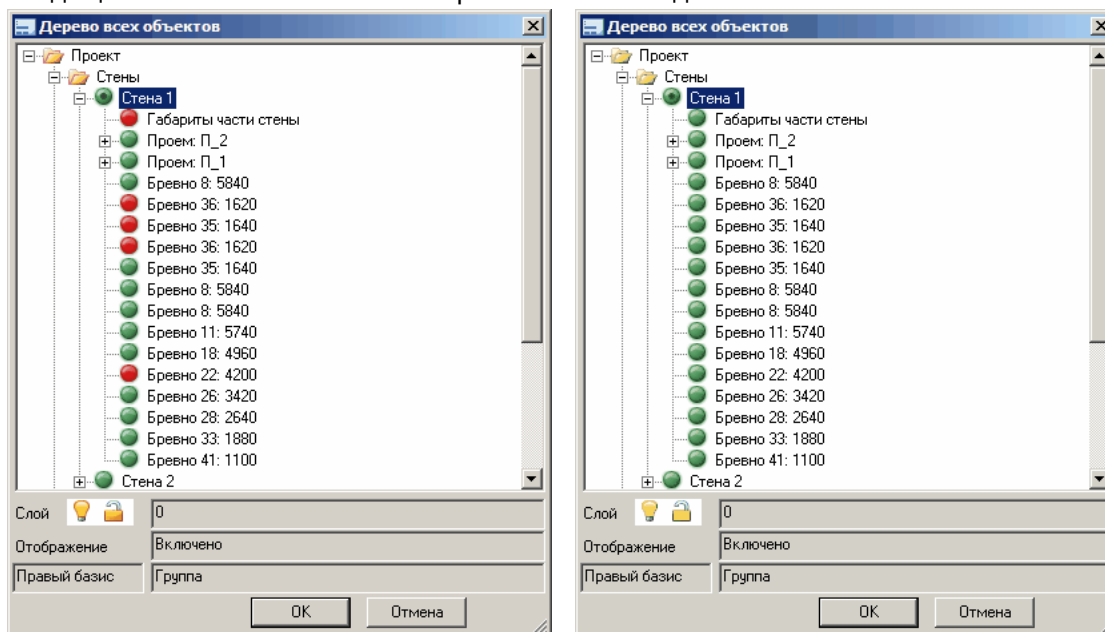 Дерево всех объектов
Проект
Стены
Стена 1
Габариты части стены
Проем: П_2
Проем: П_1
Бревно 8: 5840
Бревно 36: 1620
Бревно 35: 1640
Бревно 36: 1620
Бревно 35: 1640
Бревно 8: 5840
Бревно 8: 5840
Бревно 11: 5740
Бревно 18: 4960
Бревно 22: 4200
Бревно 26: 3420
Бревно 28: 2640
Бревно 33: 1880
Бревно 41: 1100
Стена 2
Слой 0
Отображение Включено
Правый базис Группа
OK Отмена
Дерево всех объектов
Проект
Стены
Стена 1
Габариты части стены
Проем: П_2
Проем: П_1
Бревно 8: 5840
Бревно 36: 1620
Бревно 35: 1640
Бревно 36: 1620
Бревно 35: 1640
Бревно 8: 5840
Бревно 8: 5840
Бревно 11: 5740
Бревно 18: 4960
Бревно 22: 4200
Бревно 26: 3420
Бревно 28: 2640
Бревно 33: 1880
Бревно 41: 1100
Стена 2
Слой 0
Отображение Включено
Правый базис Группа
OK Отмена